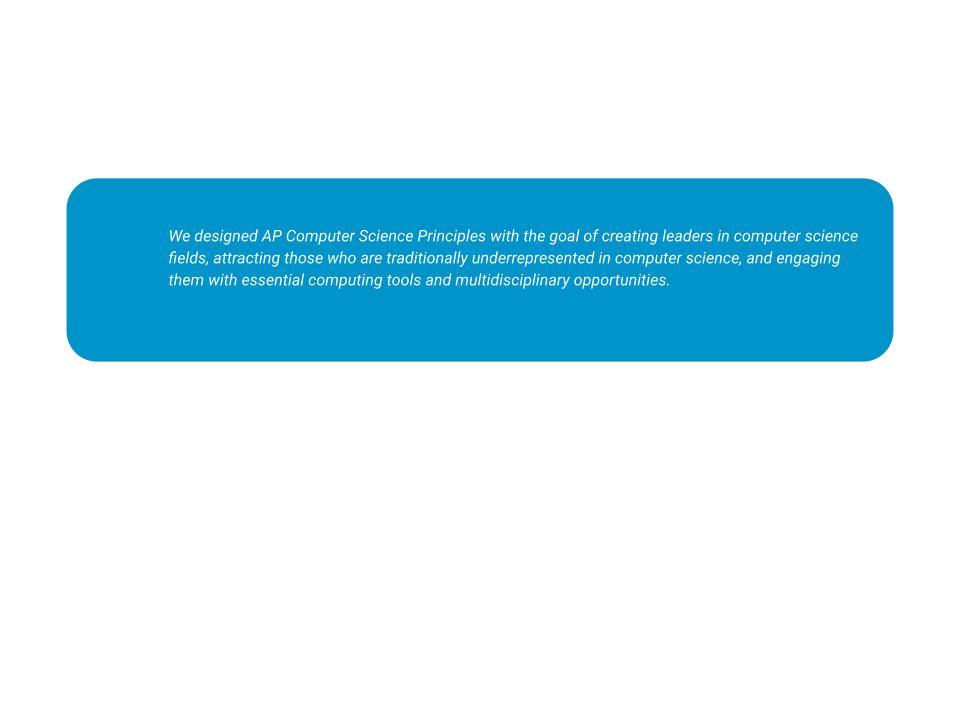 We designed AP Computer Science Principles with the goal of creating leaders in computer science
fields, attracting those who are traditionally underrepresented in computer science, and engaging
them with essential computing tools and multidisciplinary opportunities.